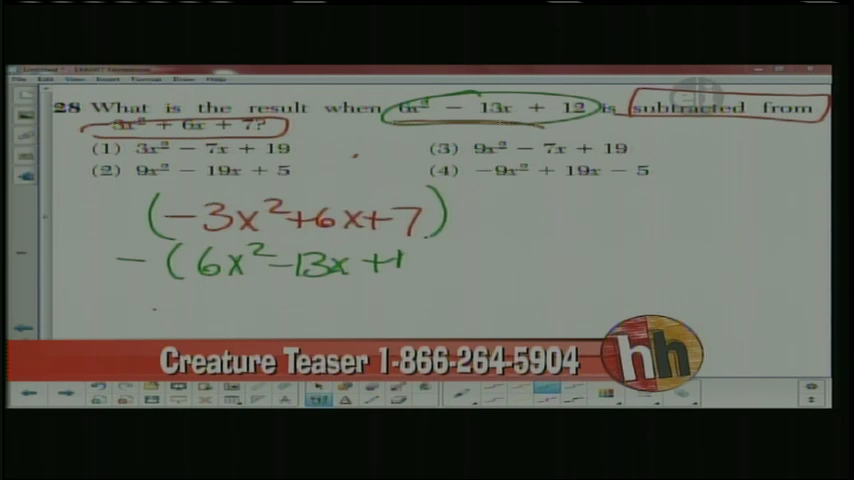 28 What is the result when 6x² − 13x + 12 is subtracted from
−3x² + 6x + 7?
(1) 3x² − 7x + 19
(3) 9x² − 7x + 19
(2) 9x² − 19x + 5
(4) −9x² + 19x − 5
(−3x²+6x+7)
−(6x²−13x+1
Creature Teaser 1-866-264-5904
hh